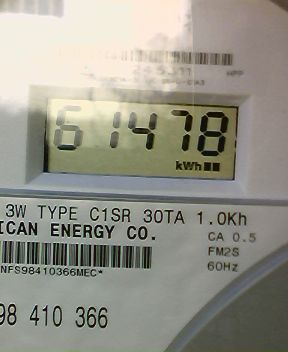 61478
kWh
3W TYPE C1SR 30TA 1.0Kh
ICAN ENERGY CO.
CA 0.5
FM2S
60Hz
NFS98410366MEC*
98 410 366